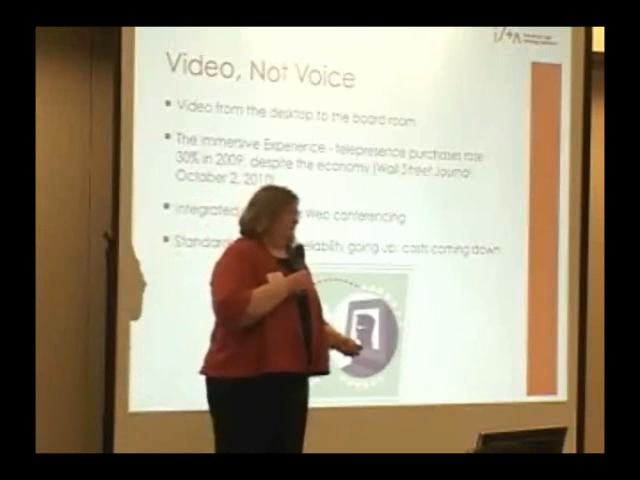 Video, Not Voice
Video from the desktop to the board room
The Immersive Experience - telepresence purchases rose
30% in 2009, despite the economy (Wall Street Journal
October 2, 2010)
Integrated Web conferencing
Standard going up, costs coming down